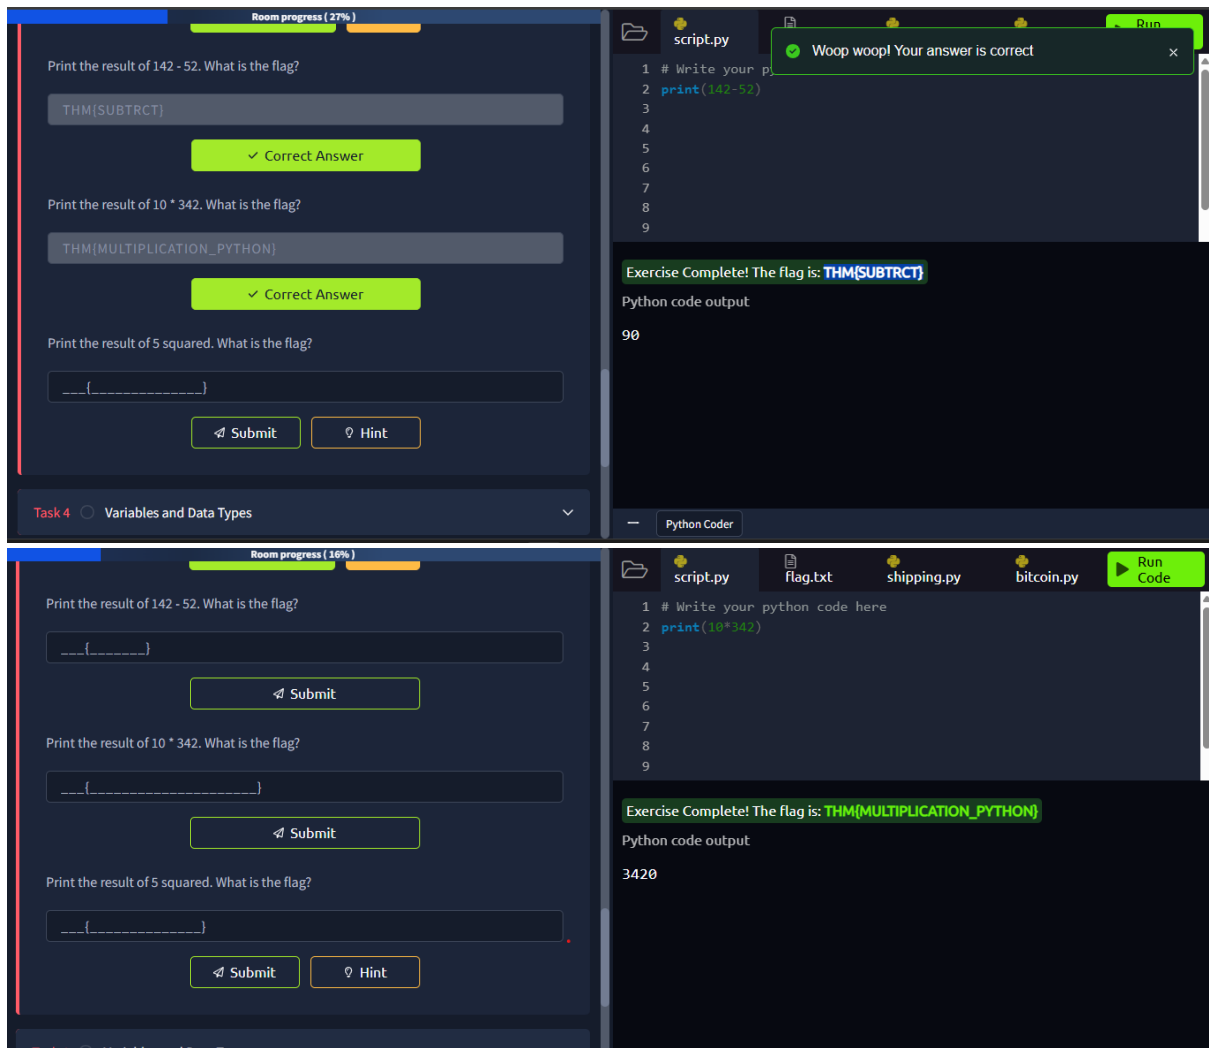 Room progress ( 27% )
Print the result of 142 - 52. What is the flag?
THM{SUBTRCT}
Correct Answer
Print the result of 10 * 342. What is the flag?
THM{MULTIPLICATION_PYTHON}
Correct Answer
Print the result of 5 squared. What is the flag?
___{______________}
Submit Hint
Task 4 Variables and Data Types
script.py
Run
Woop woop! Your answer is correct ×
1 # Write your p
2 print(142-52)
3
4
5
6
7
8
9
Exercise Complete! The flag is: THM{SUBTRCT}
Python code output
90
Python Coder
Room progress ( 16% )
Print the result of 142 - 52. What is the flag?
___{_______}
Submit
Print the result of 10 * 342. What is the flag?
___{_____________________}
Submit
Print the result of 5 squared. What is the flag?
___{______________}
Submit Hint
script.py flag.txt shipping.py bitcoin.py Run Code
1 # Write your python code here
2 print(10*342)
3
4
5
6
7
8
9
Exercise Complete! The flag is: THM{MULTIPLICATION_PYTHON}
Python code output
3420